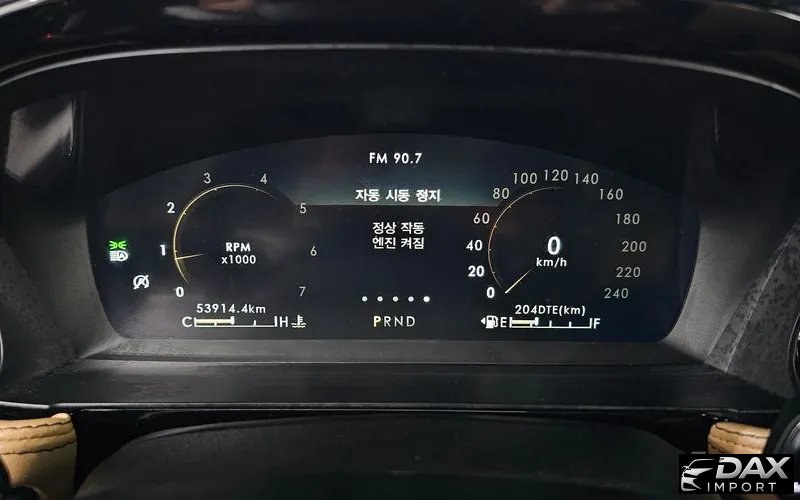 FM 90.7
자동 시동 정지
정상 작동
엔진 켜짐
0 1 2 3 4 5 6 7
RPM
x1000
0 20 40 60 80 100 120 140 160 180 200 220 240
0
km/h
53914.4km
204DTE(km)
C H
PRND
E F
DAX
IMPORT